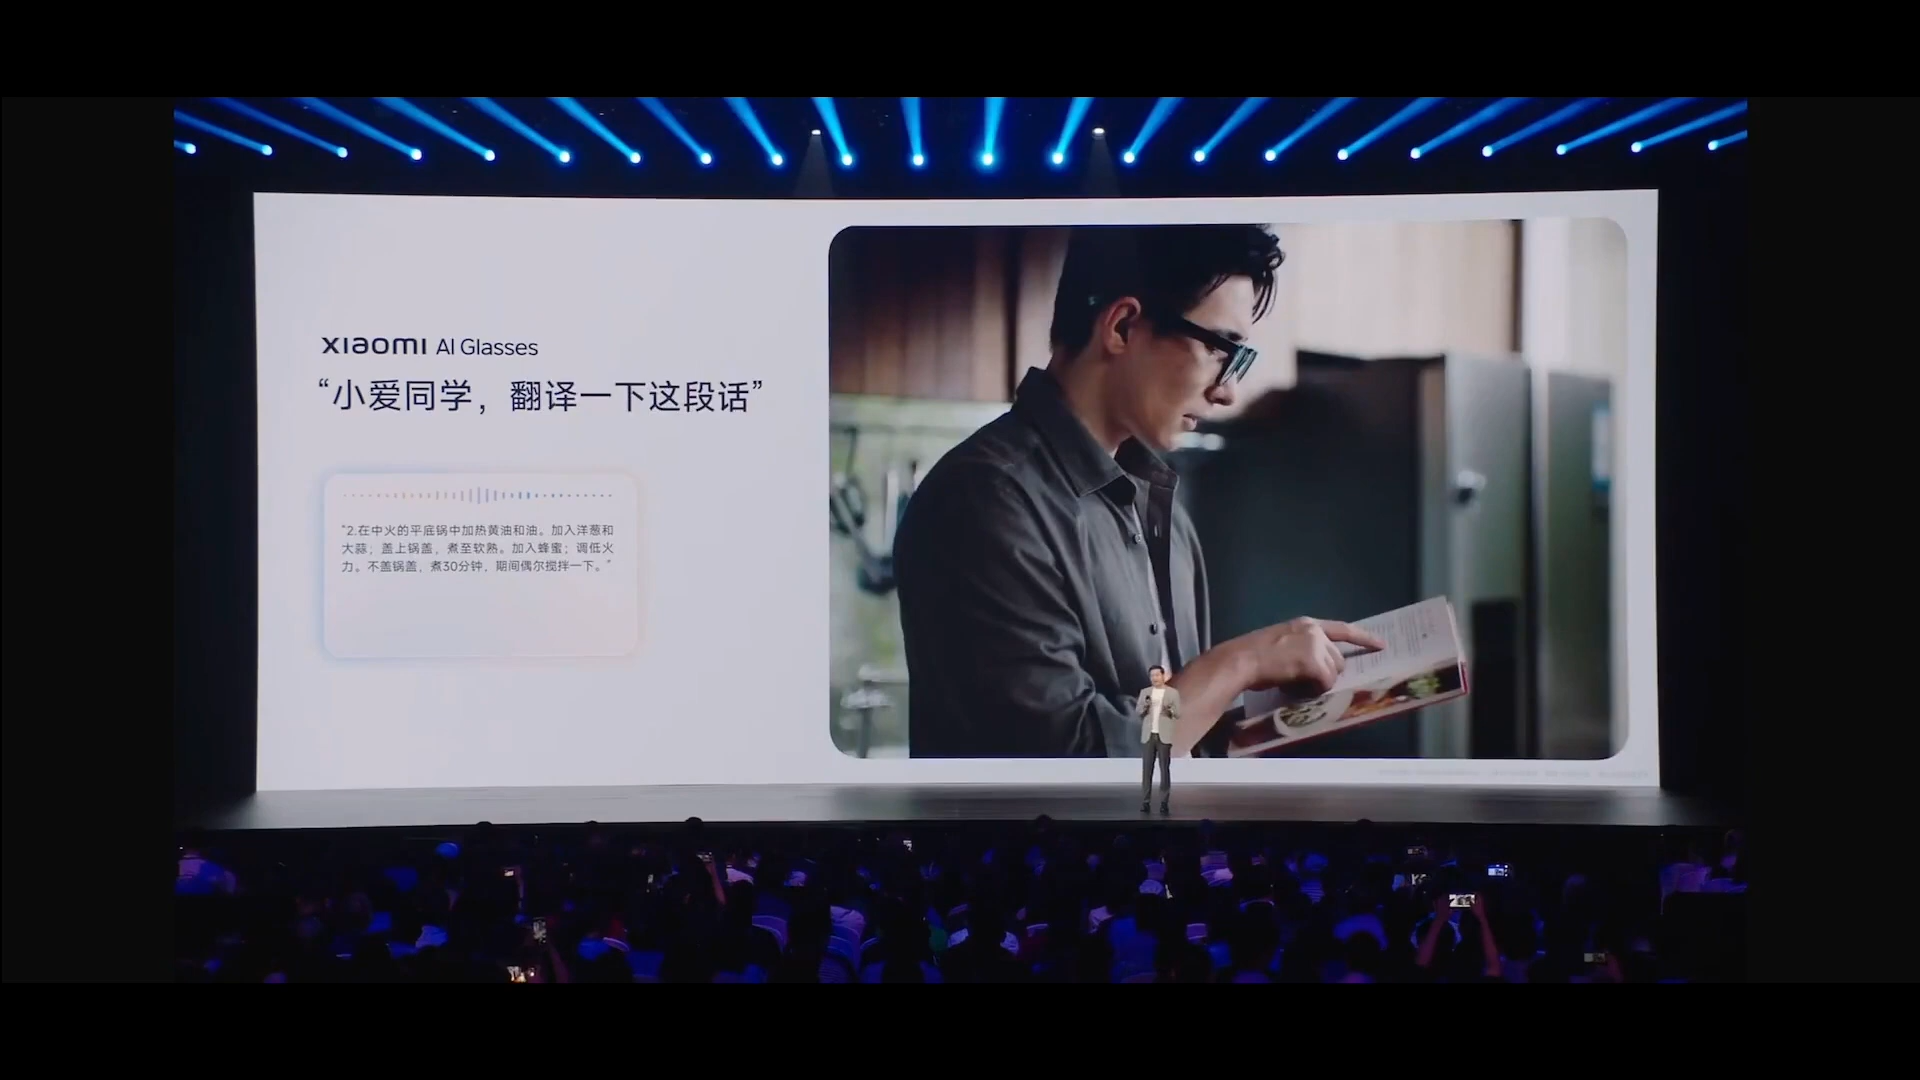 xiaomi AI Glasses
“小爱同学，翻译一下这段话”
“2.在中火的平底锅中加热黄油和油。加入洋葱和
大蒜；盖上锅盖，煮至软熟。加入蜂蜜；调低火
力。不盖锅盖，煮30分钟，期间偶尔搅拌一下。”